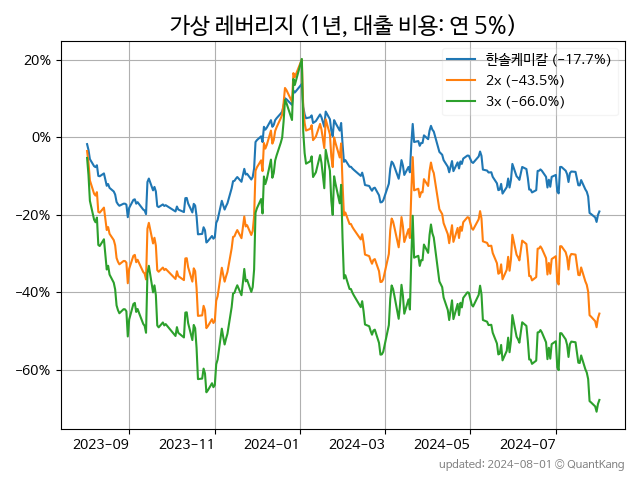 가상 레버리지 (1년, 대출 비용: 연 5%)
한솔케미칼 (−17.7%)
2x (−43.5%)
3x (−66.0%)
20%
0%
−20%
−40%
−60%
2023-09 2023-11 2024-01 2024-03 2024-05 2024-07
updated: 2024-08-01 © QuantKang